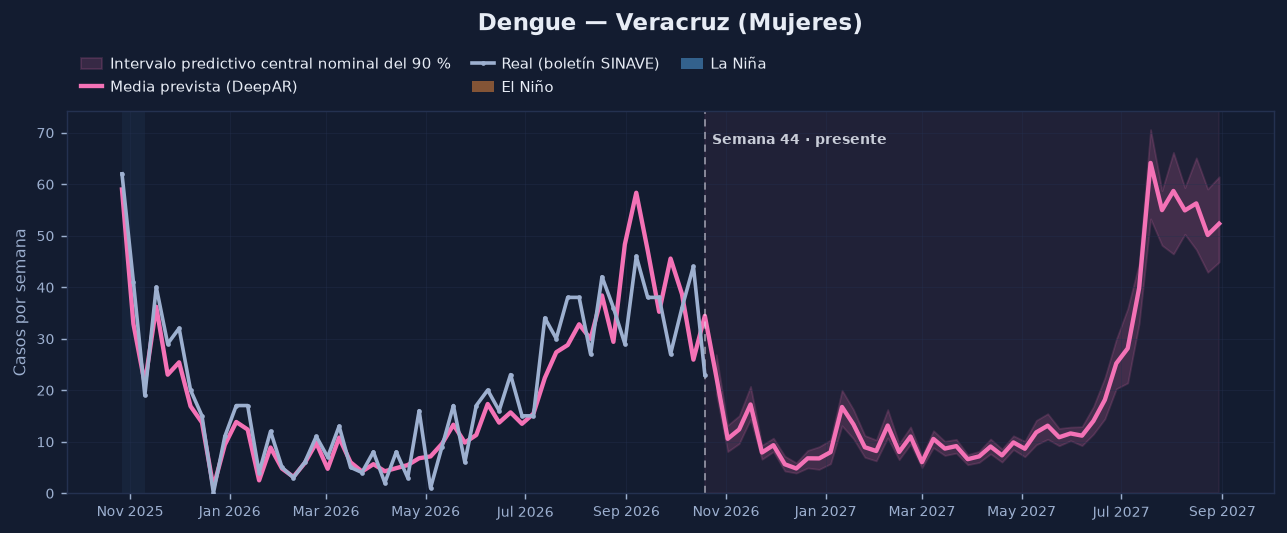 Dengue — Veracruz (Mujeres)
Intervalo predictivo central nominal del 90 %
Real (boletín SINAVE)
La Niña
Media prevista (DeepAR)
El Niño
Semana 44 · presente
Casos por semana
70
60
50
40
30
20
10
0
Nov 2025
Jan 2026
Mar 2026
May 2026
Jul 2026
Sep 2026
Nov 2026
Jan 2027
Mar 2027
May 2027
Jul 2027
Sep 2027